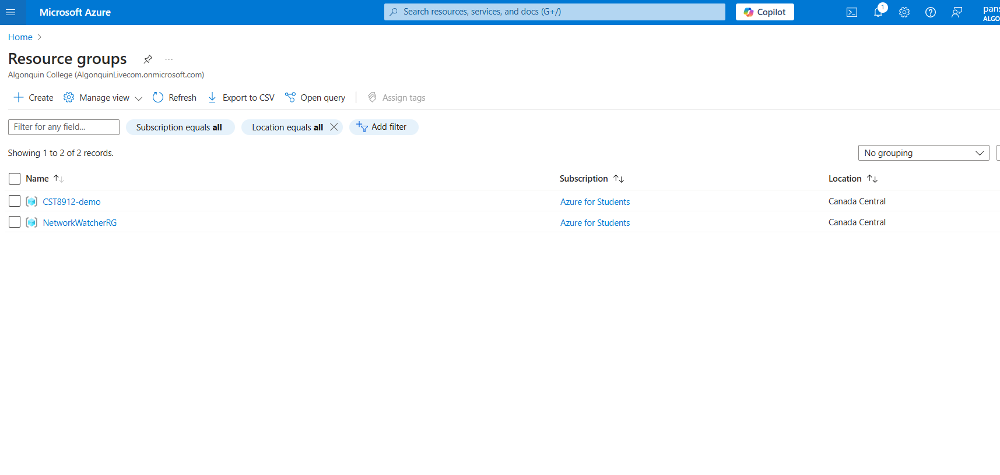 Microsoft Azure
Search resources, services, and docs (G+/)
Copilot
1
pans
ALGO
Home
Resource groups
...
Algonquin College (AlgonquinLivecom.onmicrosoft.com)
Create
Manage view
Refresh
Export to CSV
Open query
Assign tags
Filter for any field...
Subscription equals all
Location equals all
Add filter
Showing 1 to 2 of 2 records.
No grouping
Name Subscription Location
CST8912-demo Azure for Students Canada Central
NetworkWatcherRG Azure for Students Canada Central